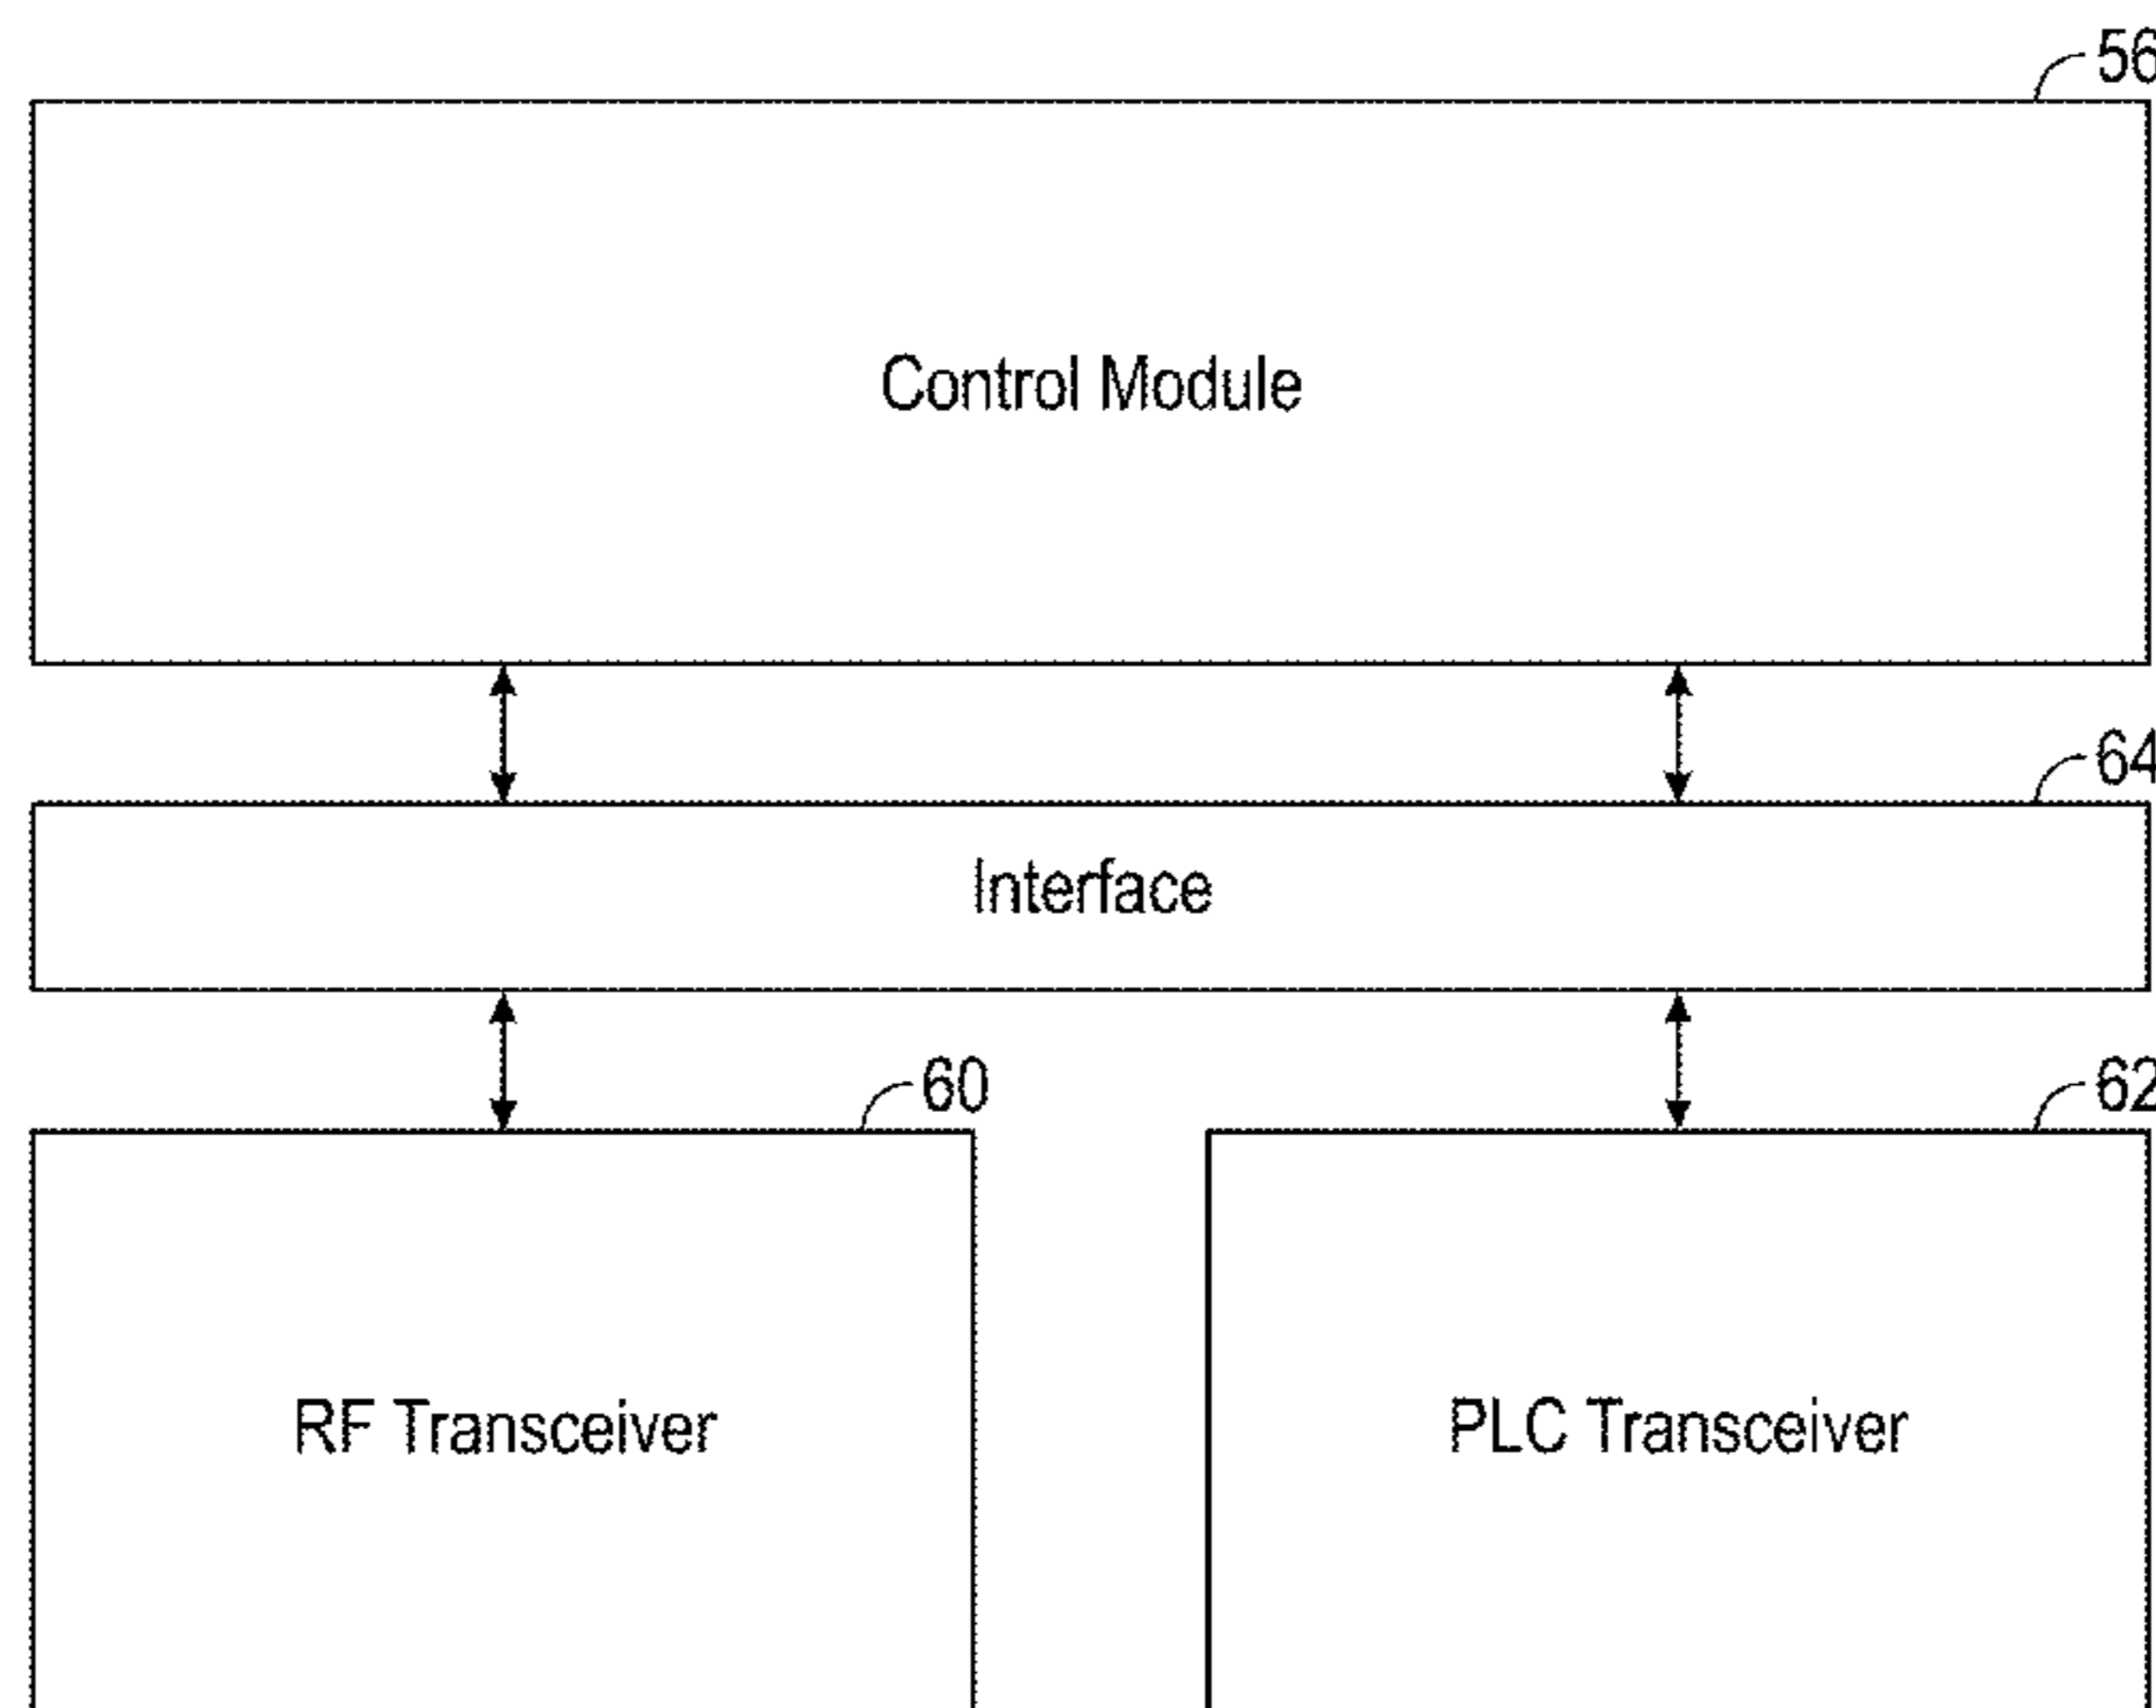 56
Control Module
64
Interface
60
62
RF Transceiver
PLC Transceiver